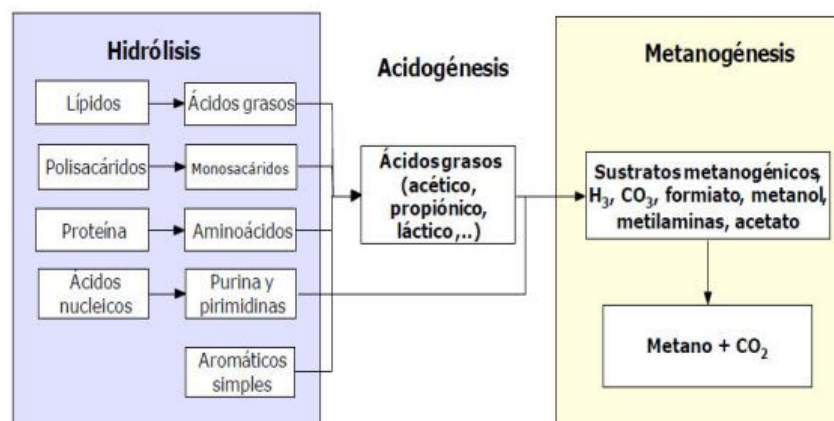 Hidrólisis
Lípidos
Ácidos grasos
Polisacáridos
Monosacáridos
Proteína
Aminoácidos
Ácidos
nucleicos
Purina y
pirimidinas
Aromáticos
simples
Acidogénesis
Ácidos grasos
(acético,
propiónico,
láctico,..)
Metanogénesis
Sustratos metanogénicos,
H₃, CO₃, formiato, metanol,
metilaminas, acetato
Metano + CO₂